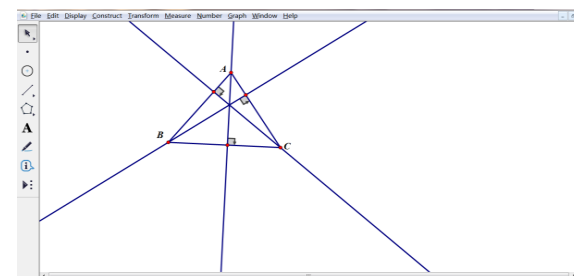 File Edit Display Construct Transform Measure Number Graph Window Help
A
A
B
C